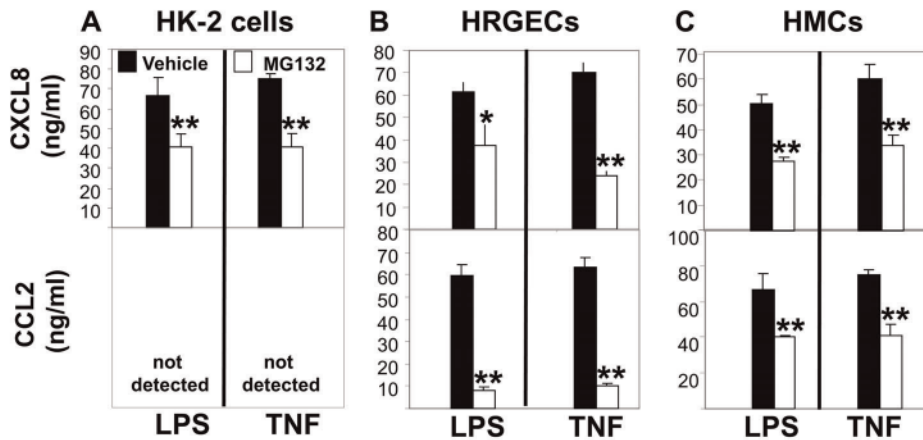 A HK-2 cells
B HRGECs
C HMCs
CXCL8
(ng/ml)
90
80
70
60
50
40
30
20
10
Vehicle
MG132
**
**
80
70
60
50
40
30
20
10
*
**
70
60
50
40
30
20
10
**
**
CCL2
(ng/ml)
not
detected
not
detected
80
70
60
50
40
30
20
10
**
**
100
80
60
40
20
**
**
LPS TNF
LPS TNF
LPS TNF